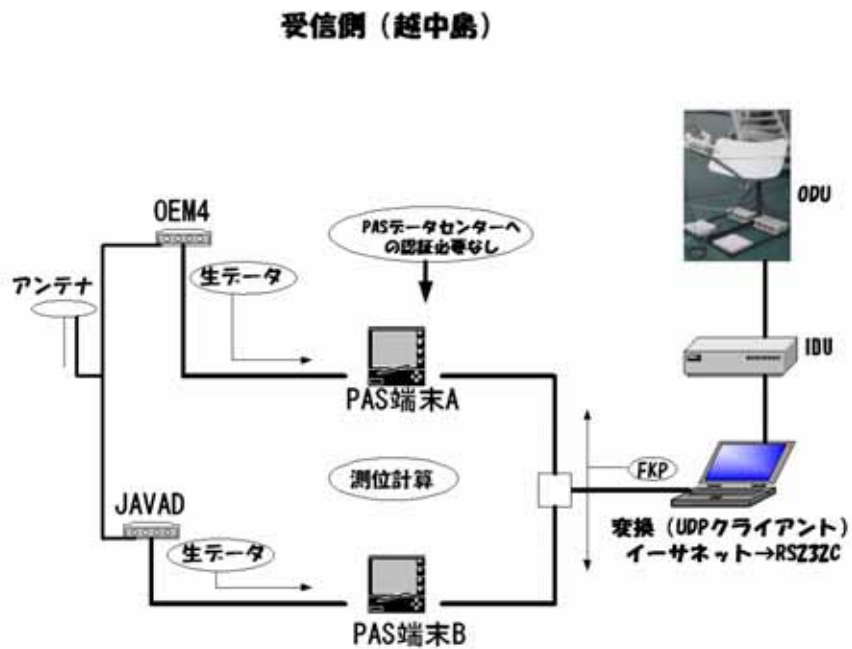 受信側（越中島）
ODU
OEM4
PASデータセンターへ
の認証必要なし
生データ
アンテナ
IDU
PAS端末A
FKP
測位計算
JAVAD
変換（UDPクライアント）
イーサネット→RS232C
生データ
PAS端末B